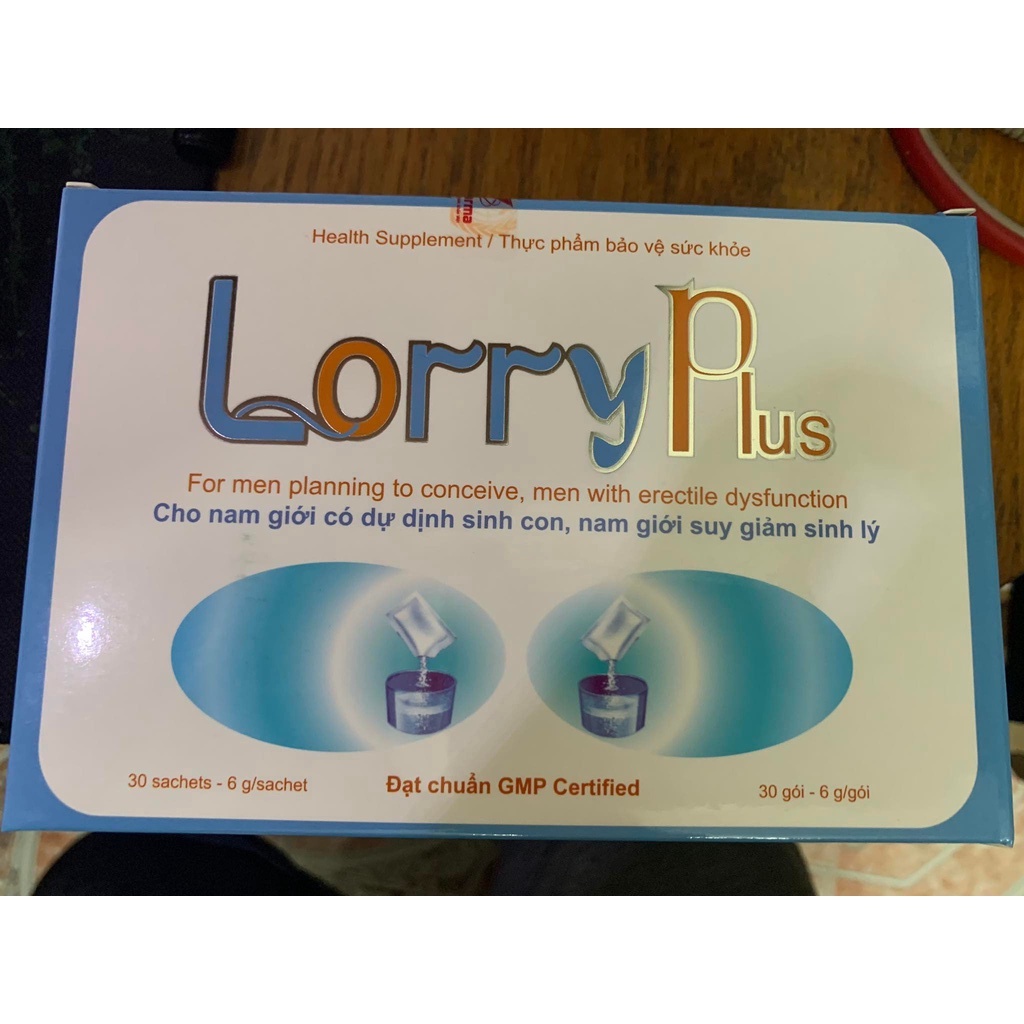 Health Supplement / Thực phẩm bảo vệ sức khỏe
Lorry Plus
For men planning to conceive, men with erectile dysfunction
Cho nam giới có dự dịnh sinh con, nam giới suy giảm sinh lý
30 sachets - 6 g/sachet
Đạt chuẩn GMP Certified
30 gói - 6 g/gói